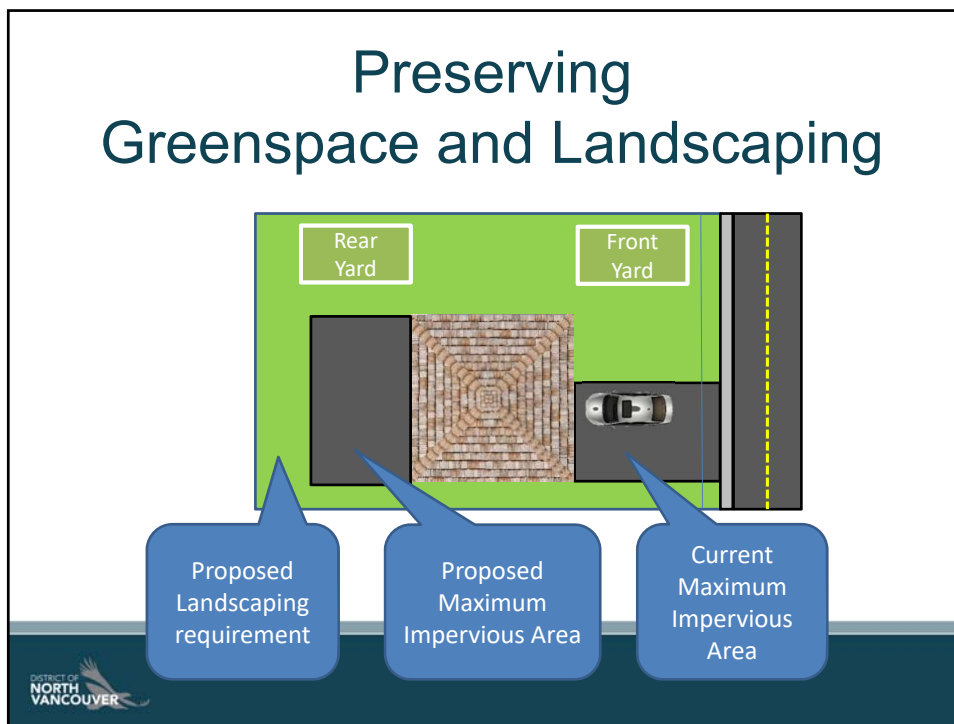 Preserving
Greenspace and Landscaping
Rear
Yard
Front
Yard
Proposed
Landscaping
requirement
Proposed
Maximum
Impervious Area
Current
Maximum
Impervious
Area
DISTRICT OF
NORTH
VANCOUVER